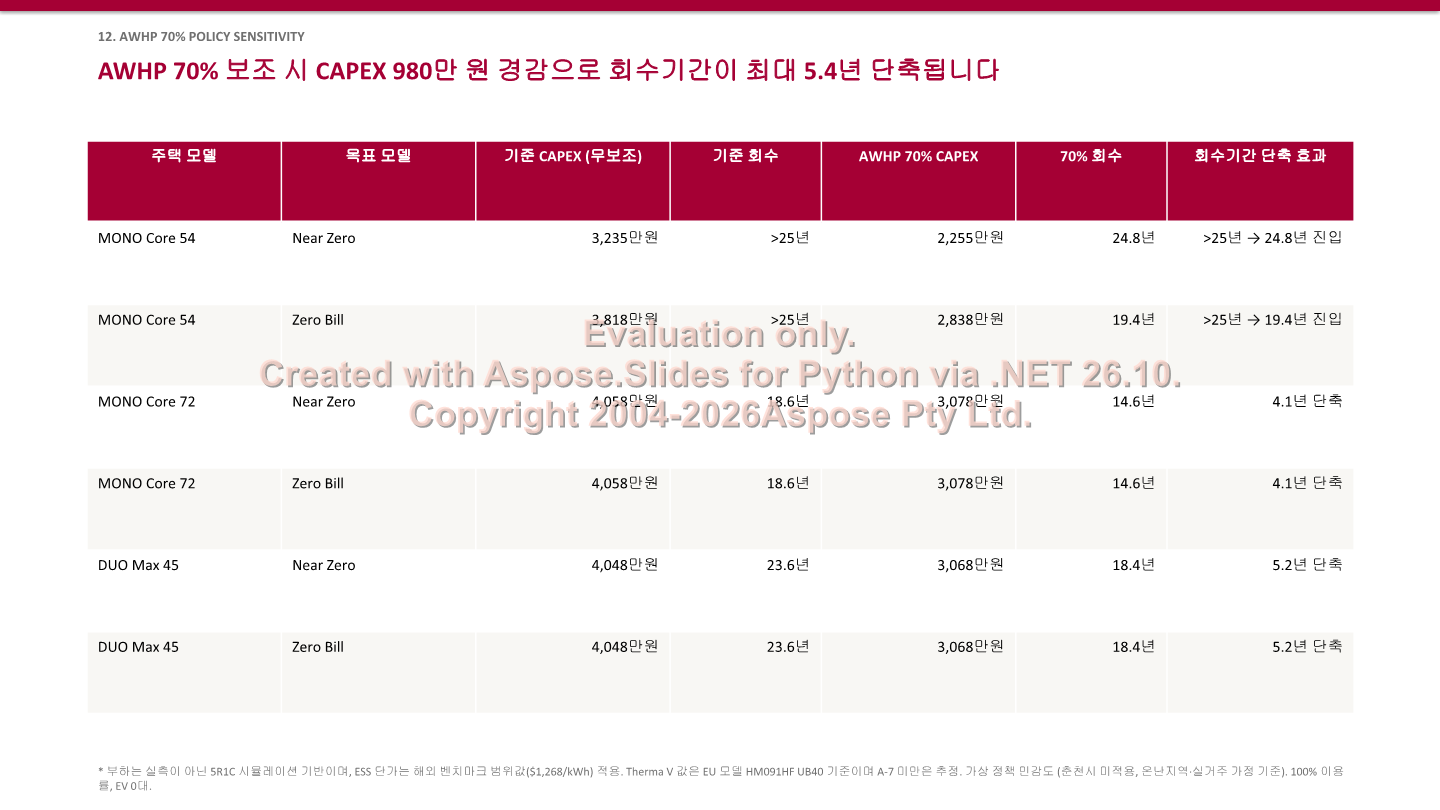 12. AWHP 70% POLICY SENSITIVITY
AWHP 70% 보조 시 CAPEX 980만 원 경감으로 회수기간이 최대 5.4년 단축됩니다
주택 모델 목표 모델 기준 CAPEX (무보조) 기준 회수 AWHP 70% CAPEX 70% 회수 회수기간 단축 효과
MONO Core 54 Near Zero 3,235만원 >25년 2,255만원 24.8년 >25년 → 24.8년 진입
MONO Core 54 Zero Bill 3,818만원 >25년 2,838만원 19.4년 >25년 → 19.4년 진입
Evaluation only.
Created with Aspose.Slides for Python via .NET 26.10.
MONO Core 72 Near Zero 4,058만원 18.6년 3,078만원 14.6년 4.1년 단축
Copyright 2004-2026Aspose Pty Ltd.
MONO Core 72 Zero Bill 4,058만원 18.6년 3,078만원 14.6년 4.1년 단축
DUO Max 45 Near Zero 4,048만원 23.6년 3,068만원 18.4년 5.2년 단축
DUO Max 45 Zero Bill 4,048만원 23.6년 3,068만원 18.4년 5.2년 단축
* 부하는 실측이 아닌 5R1C 시뮬레이션 기반이며, ESS 단가는 해외 벤치마크 범위값($1,268/kWh) 적용. Therma V 값은 EU 모델 HM091HF UB40 기준이며 A-7 미만은 추정. 가상 정책 민감도 (춘천시 미적용, 온난지역·실거주 가정 기준). 100% 이용
률, EV 0대.